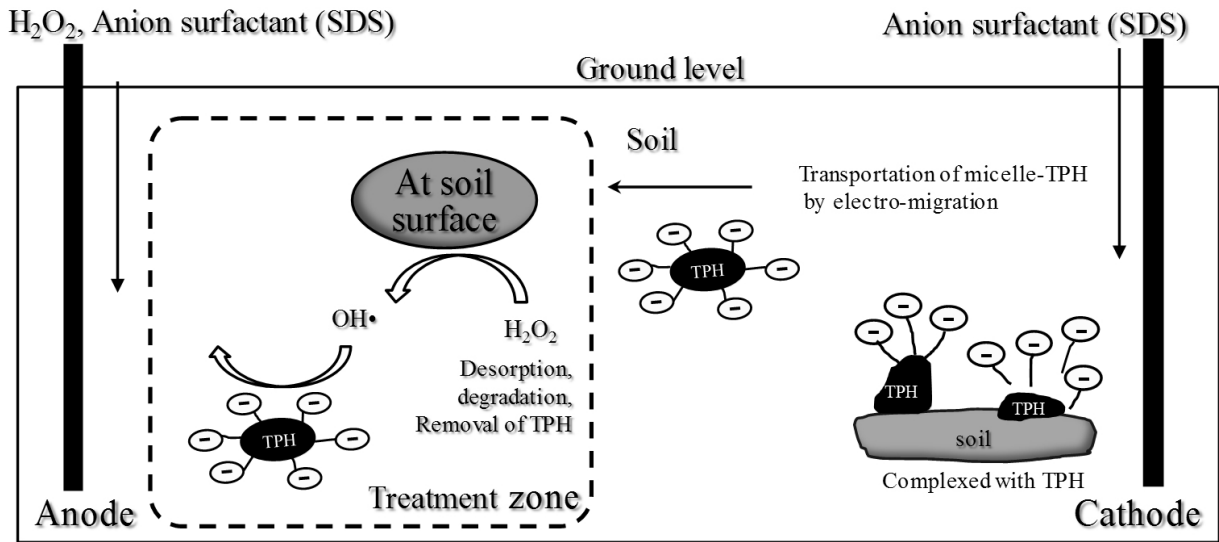 H₂O₂, Anion surfactant (SDS)
Anion surfactant (SDS)
Ground level
Soil
At soil
surface
Transportation of micelle-TPH
by electro-migration
TPH
OH•
H₂O₂
Desorption,
degradation,
Removal of TPH
TPH
TPH
TPH
soil
Complexed with TPH
Treatment zone
Anode
Cathode